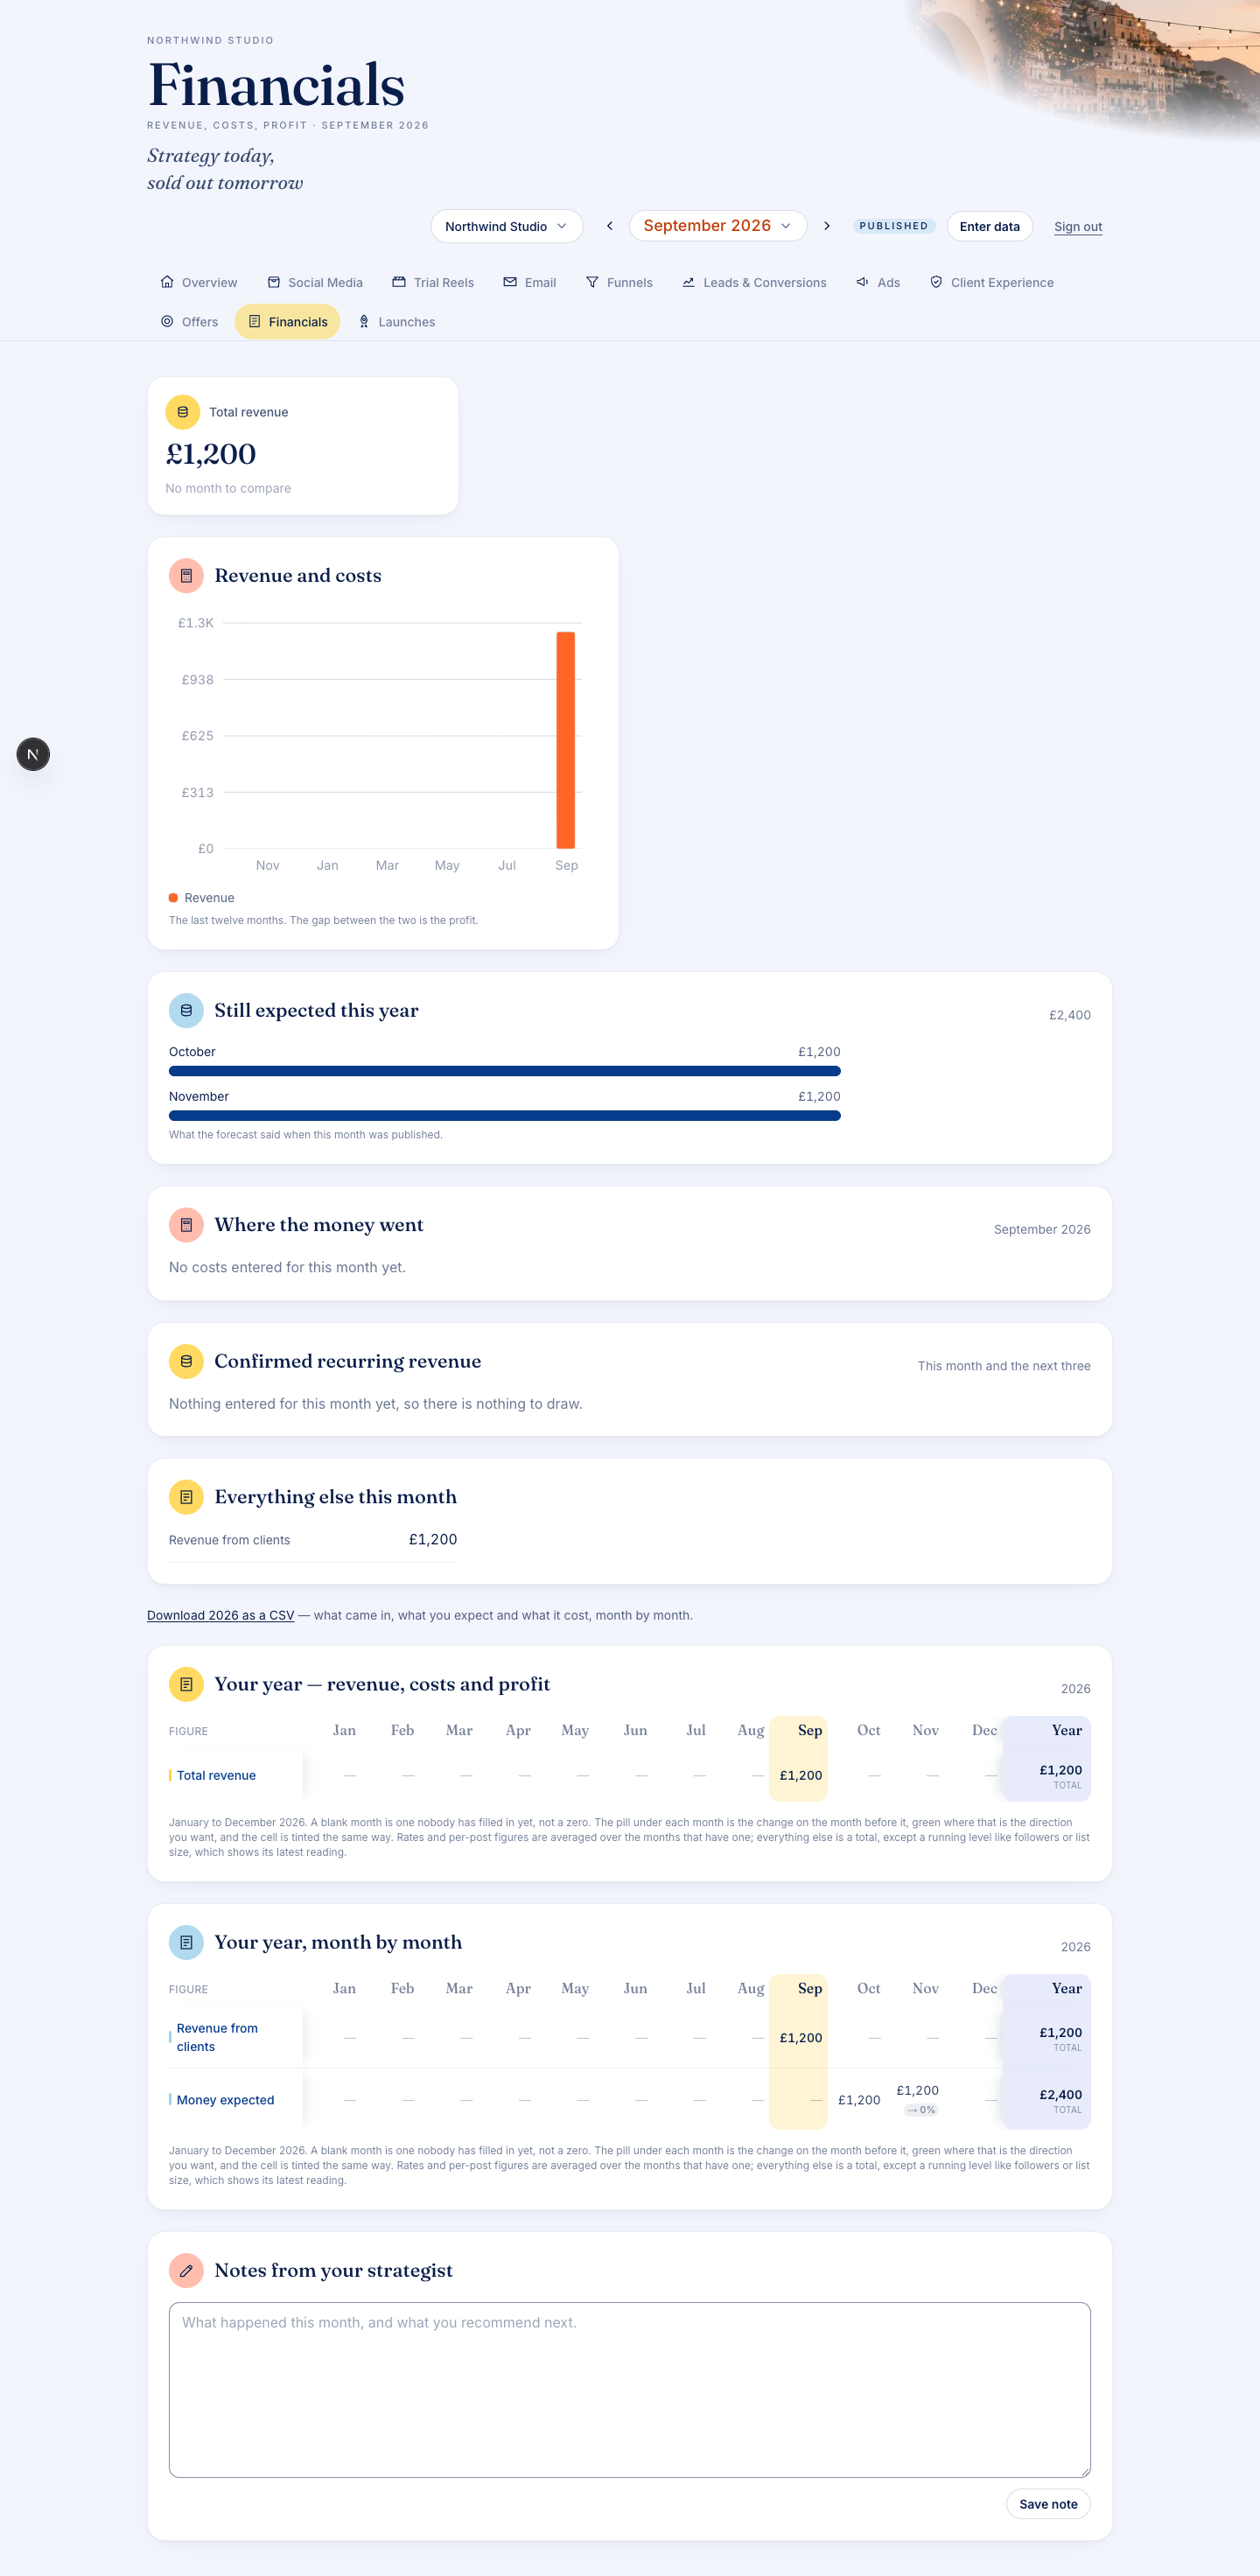 NORTHWIND STUDIO
Financials
REVENUE, COSTS, PROFIT · SEPTEMBER 2026
Strategy today,
sold out tomorrow
Northwind Studio
September 2026
PUBLISHED
Enter data
Sign out
Overview
Social Media
Trial Reels
Email
Funnels
Leads & Conversions
Ads
Client Experience
Offers
Financials
Launches
Total revenue
£1,200
No month to compare
Revenue and costs
£1.3K
£938
£625
£313
£0
Nov Jan Mar May Jul Sep
Revenue
The last twelve months. The gap between the two is the profit.
N
Still expected this year
£2,400
October £1,200
November £1,200
What the forecast said when this month was published.
Where the money went
September 2026
No costs entered for this month yet.
Confirmed recurring revenue
This month and the next three
Nothing entered for this month yet, so there is nothing to draw.
Everything else this month
Revenue from clients £1,200
Download 2026 as a CSV — what came in, what you expect and what it cost, month by month.
Your year — revenue, costs and profit
2026
FIGURE Jan Feb Mar Apr May Jun Jul Aug Sep Oct Nov Dec Year
Total revenue — — — — — — — — £1,200 — — — £1,200
TOTAL
January to December 2026. A blank month is one nobody has filled in yet, not a zero. The pill under each month is the change on the month before it, green where that is the direction
you want, and the cell is tinted the same way. Rates and per-post figures are averaged over the months that have one; everything else is a total, except a running level like followers or list
size, which shows its latest reading.
Your year, month by month
2026
FIGURE Jan Feb Mar Apr May Jun Jul Aug Sep Oct Nov Dec Year
Revenue from
clients — — — — — — — — £1,200 — — — £1,200
TOTAL
Money expected — — — — — — — — — £1,200 £1,200 — £2,400
→ 0% TOTAL
January to December 2026. A blank month is one nobody has filled in yet, not a zero. The pill under each month is the change on the month before it, green where that is the direction
you want, and the cell is tinted the same way. Rates and per-post figures are averaged over the months that have one; everything else is a total, except a running level like followers or list
size, which shows its latest reading.
Notes from your strategist
What happened this month, and what you recommend next.
Save note